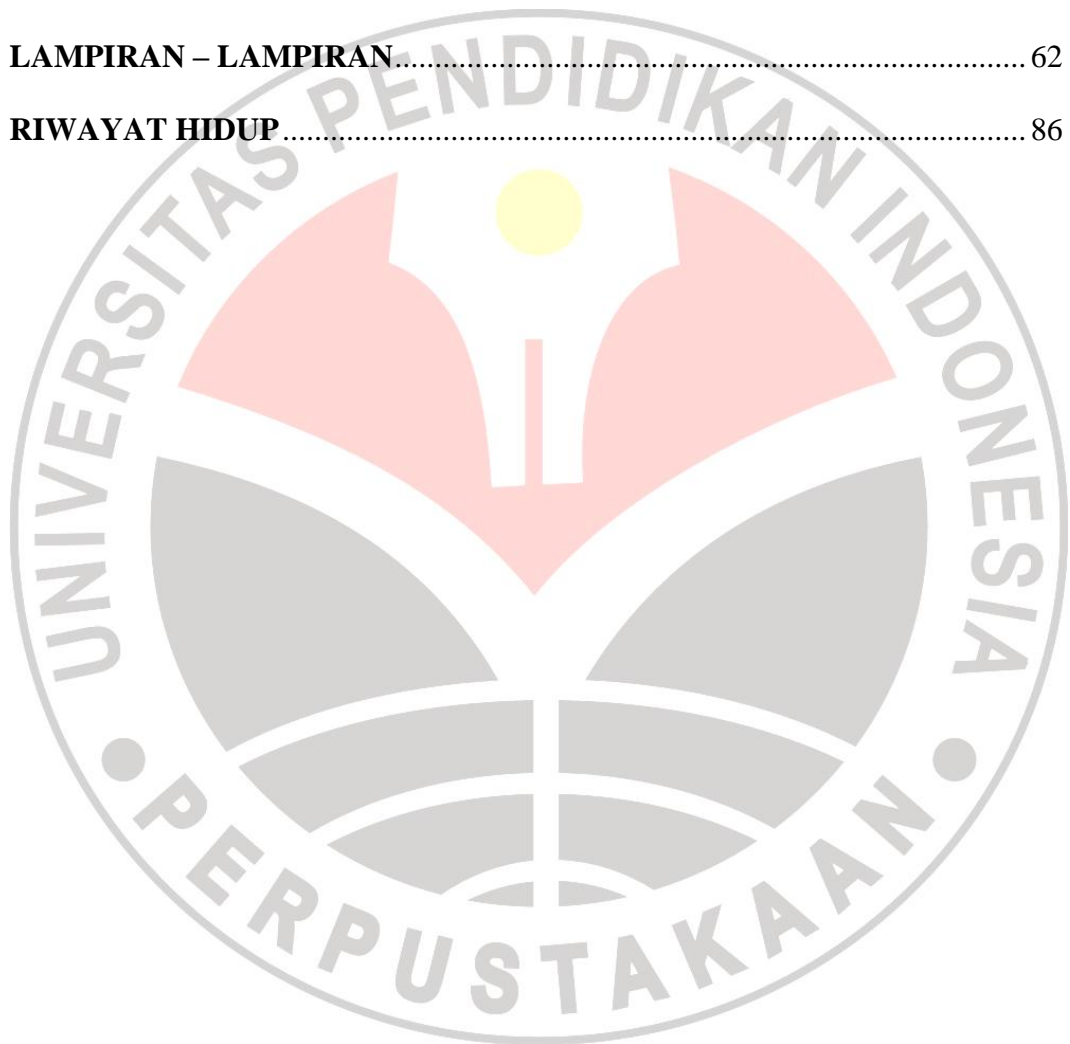 LAMPIRAN – LAMPIRAN.......................................................................... 62
RIWAYAT HIDUP....................................................................................... 86
UNIVERSITAS PENDIDIKAN INDONESIA
PERPUSTAKAAN